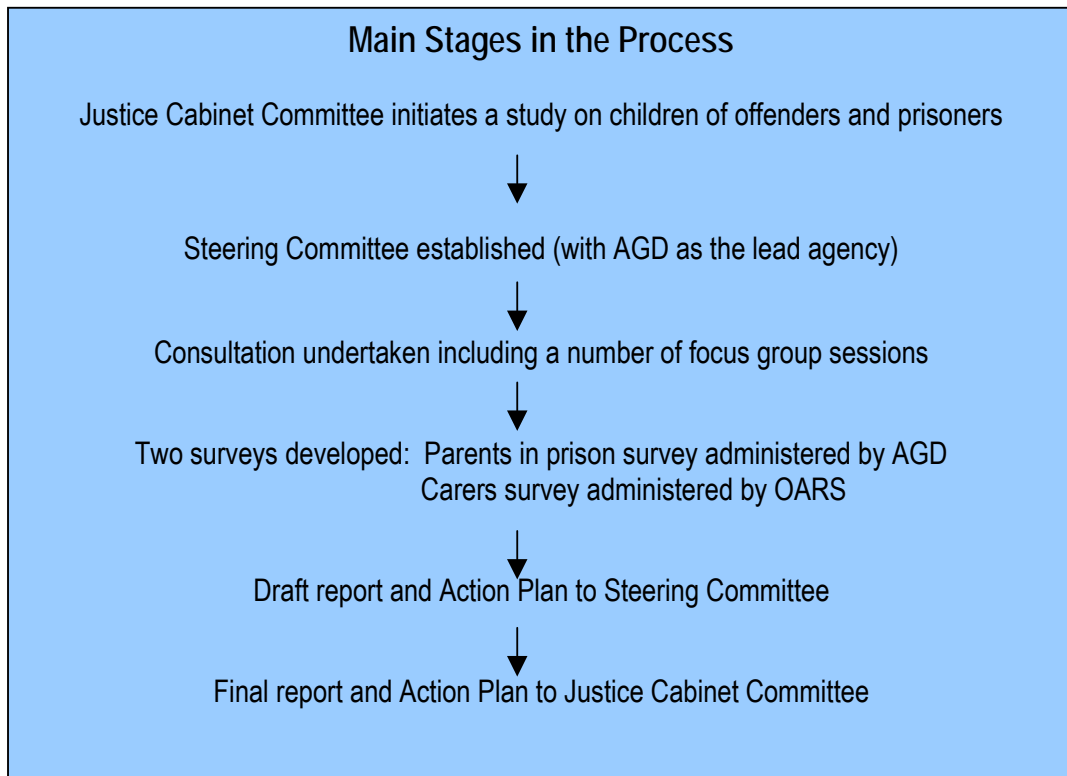 Main Stages in the Process
Justice Cabinet Committee initiates a study on children of offenders and prisoners
Steering Committee established (with AGD as the lead agency)
Consultation undertaken including a number of focus group sessions
Two surveys developed: Parents in prison survey administered by AGD
Carers survey administered by OARS
Draft report and Action Plan to Steering Committee
Final report and Action Plan to Justice Cabinet Committee